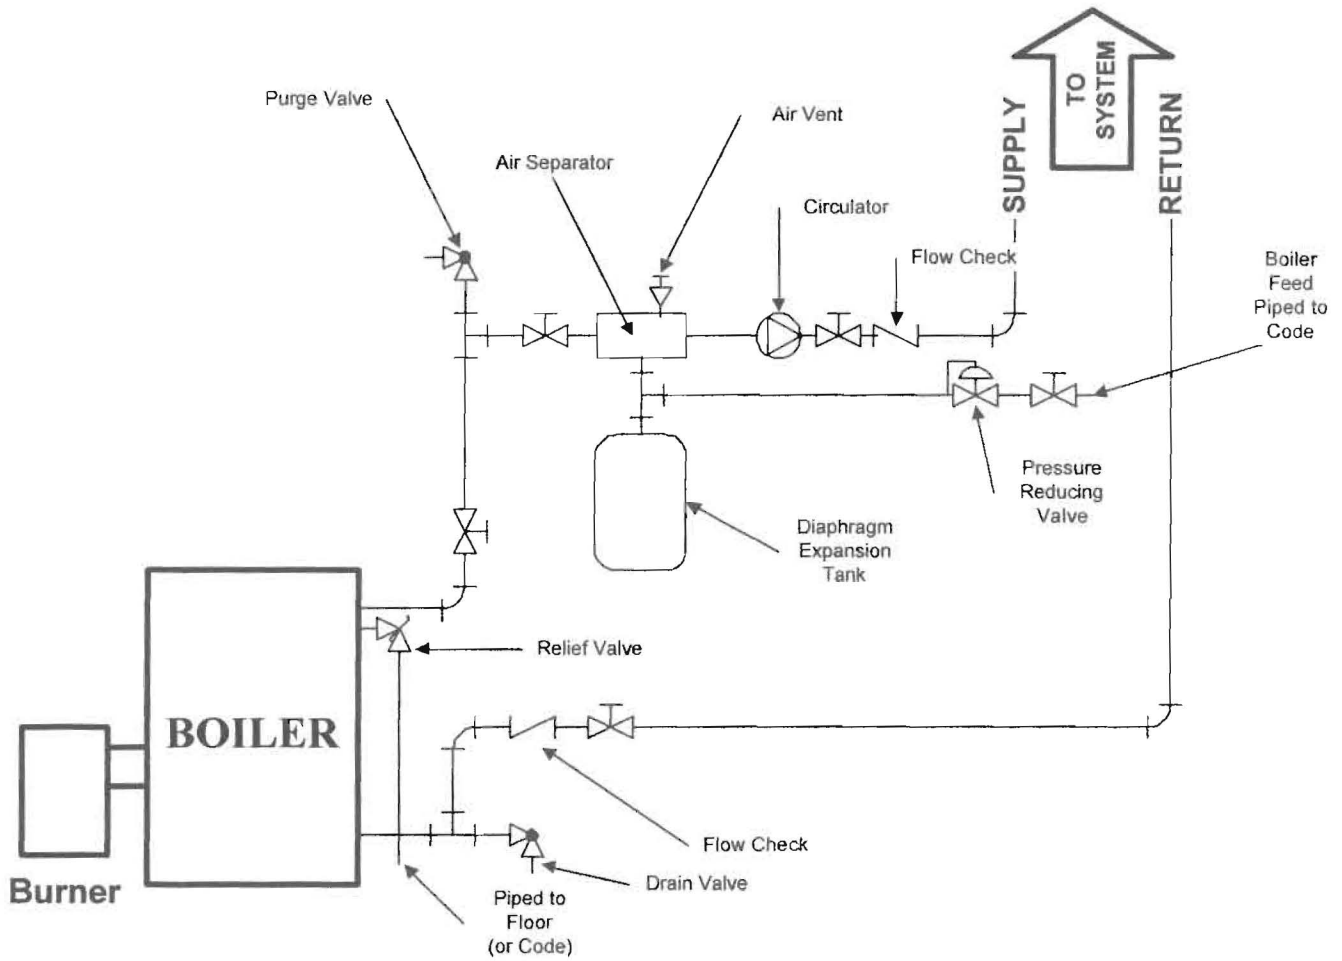 TO
SYSTEM
SUPPLY
RETURN
Purge Valve
Air Vent
Air Separator
Circulator
Flow Check
Boiler
Feed
Piped to
Code
Pressure
Reducing
Valve
Diaphragm
Expansion
Tank
Relief Valve
BOILER
Burner
Flow Check
Drain Valve
Piped to
Floor
(or Code)